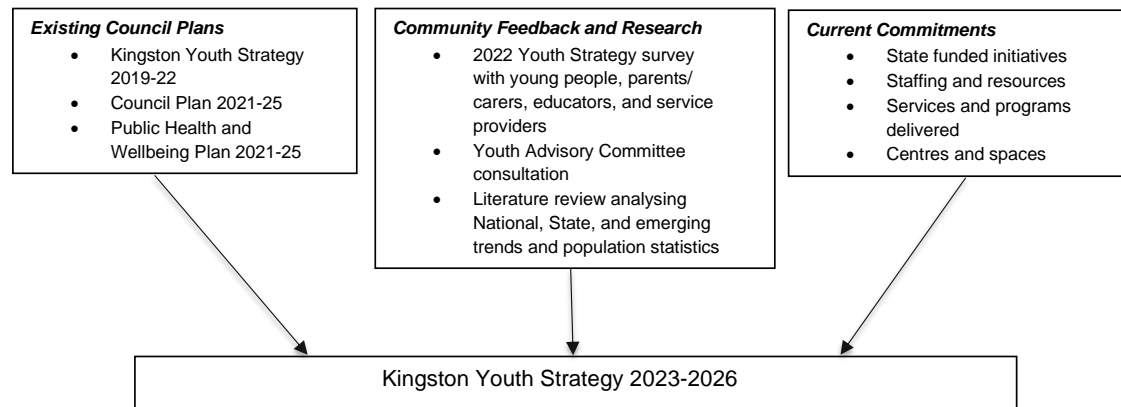 Existing Council Plans
• Kingston Youth Strategy
2019-22
• Council Plan 2021-25
• Public Health and
Wellbeing Plan 2021-25
Community Feedback and Research
• 2022 Youth Strategy survey
with young people, parents/
carers, educators, and service
providers
• Youth Advisory Committee
consultation
• Literature review analysing
National, State, and emerging
trends and population statistics
Current Commitments
• State funded initiatives
• Staffing and resources
• Services and programs
delivered
• Centres and spaces
Kingston Youth Strategy 2023-2026